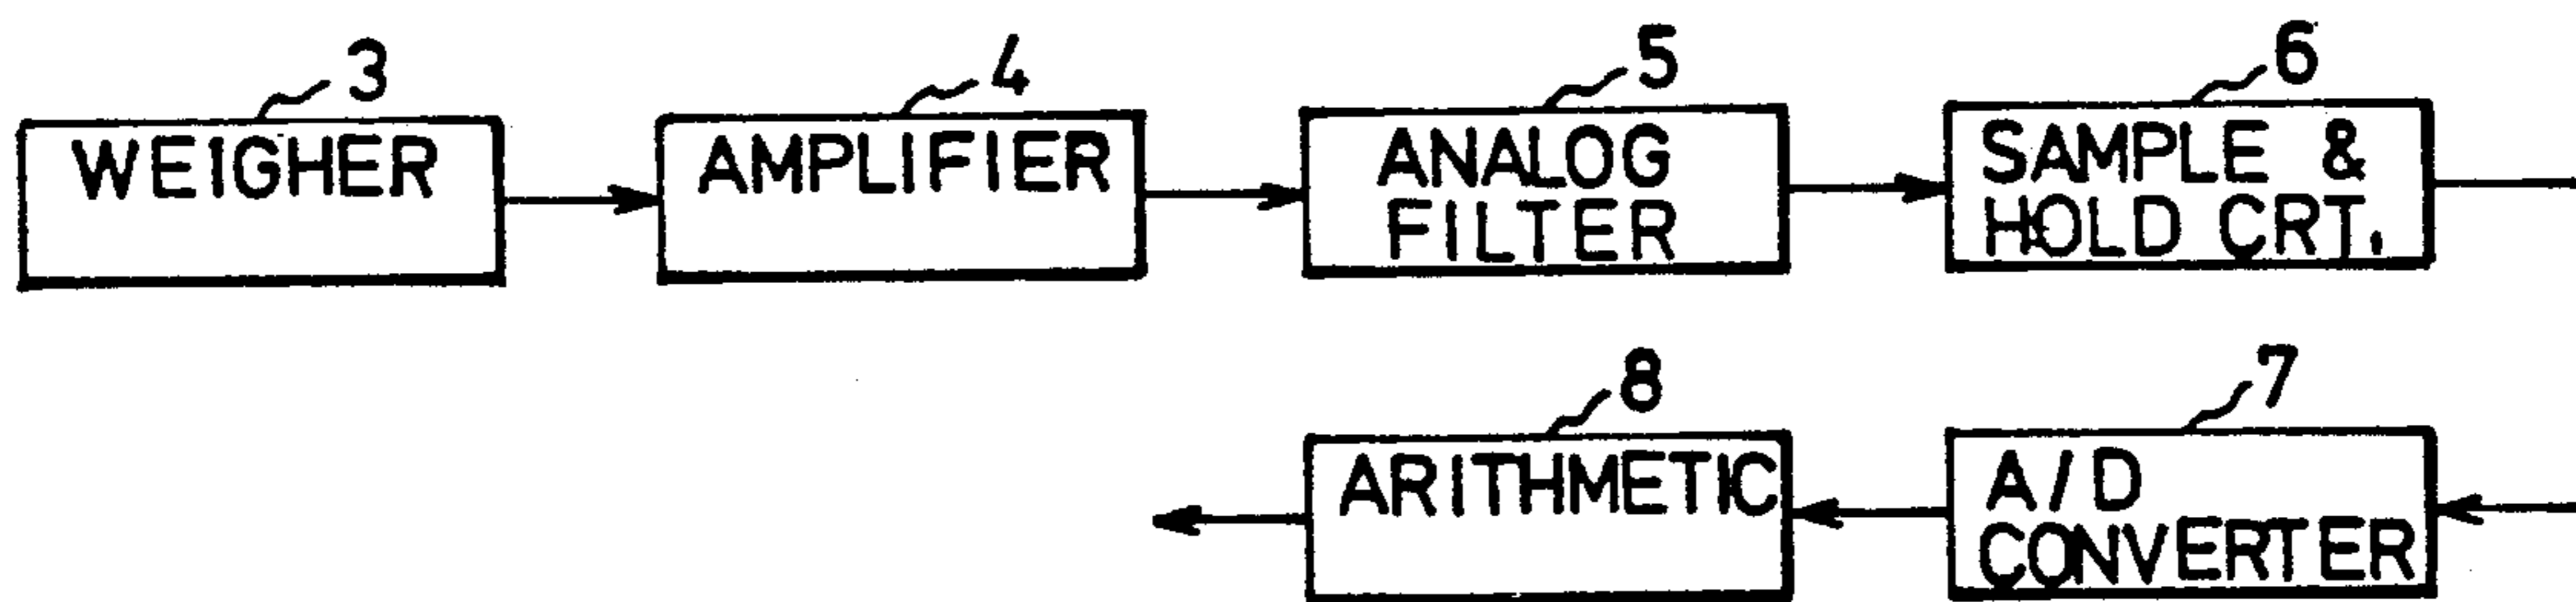 3
4
5
6
WEIGHER
AMPLIFIER
ANALOG
FILTER
SAMPLE &
HOLD CRT.
8
7
ARITHMETIC
A/D
CONVERTER